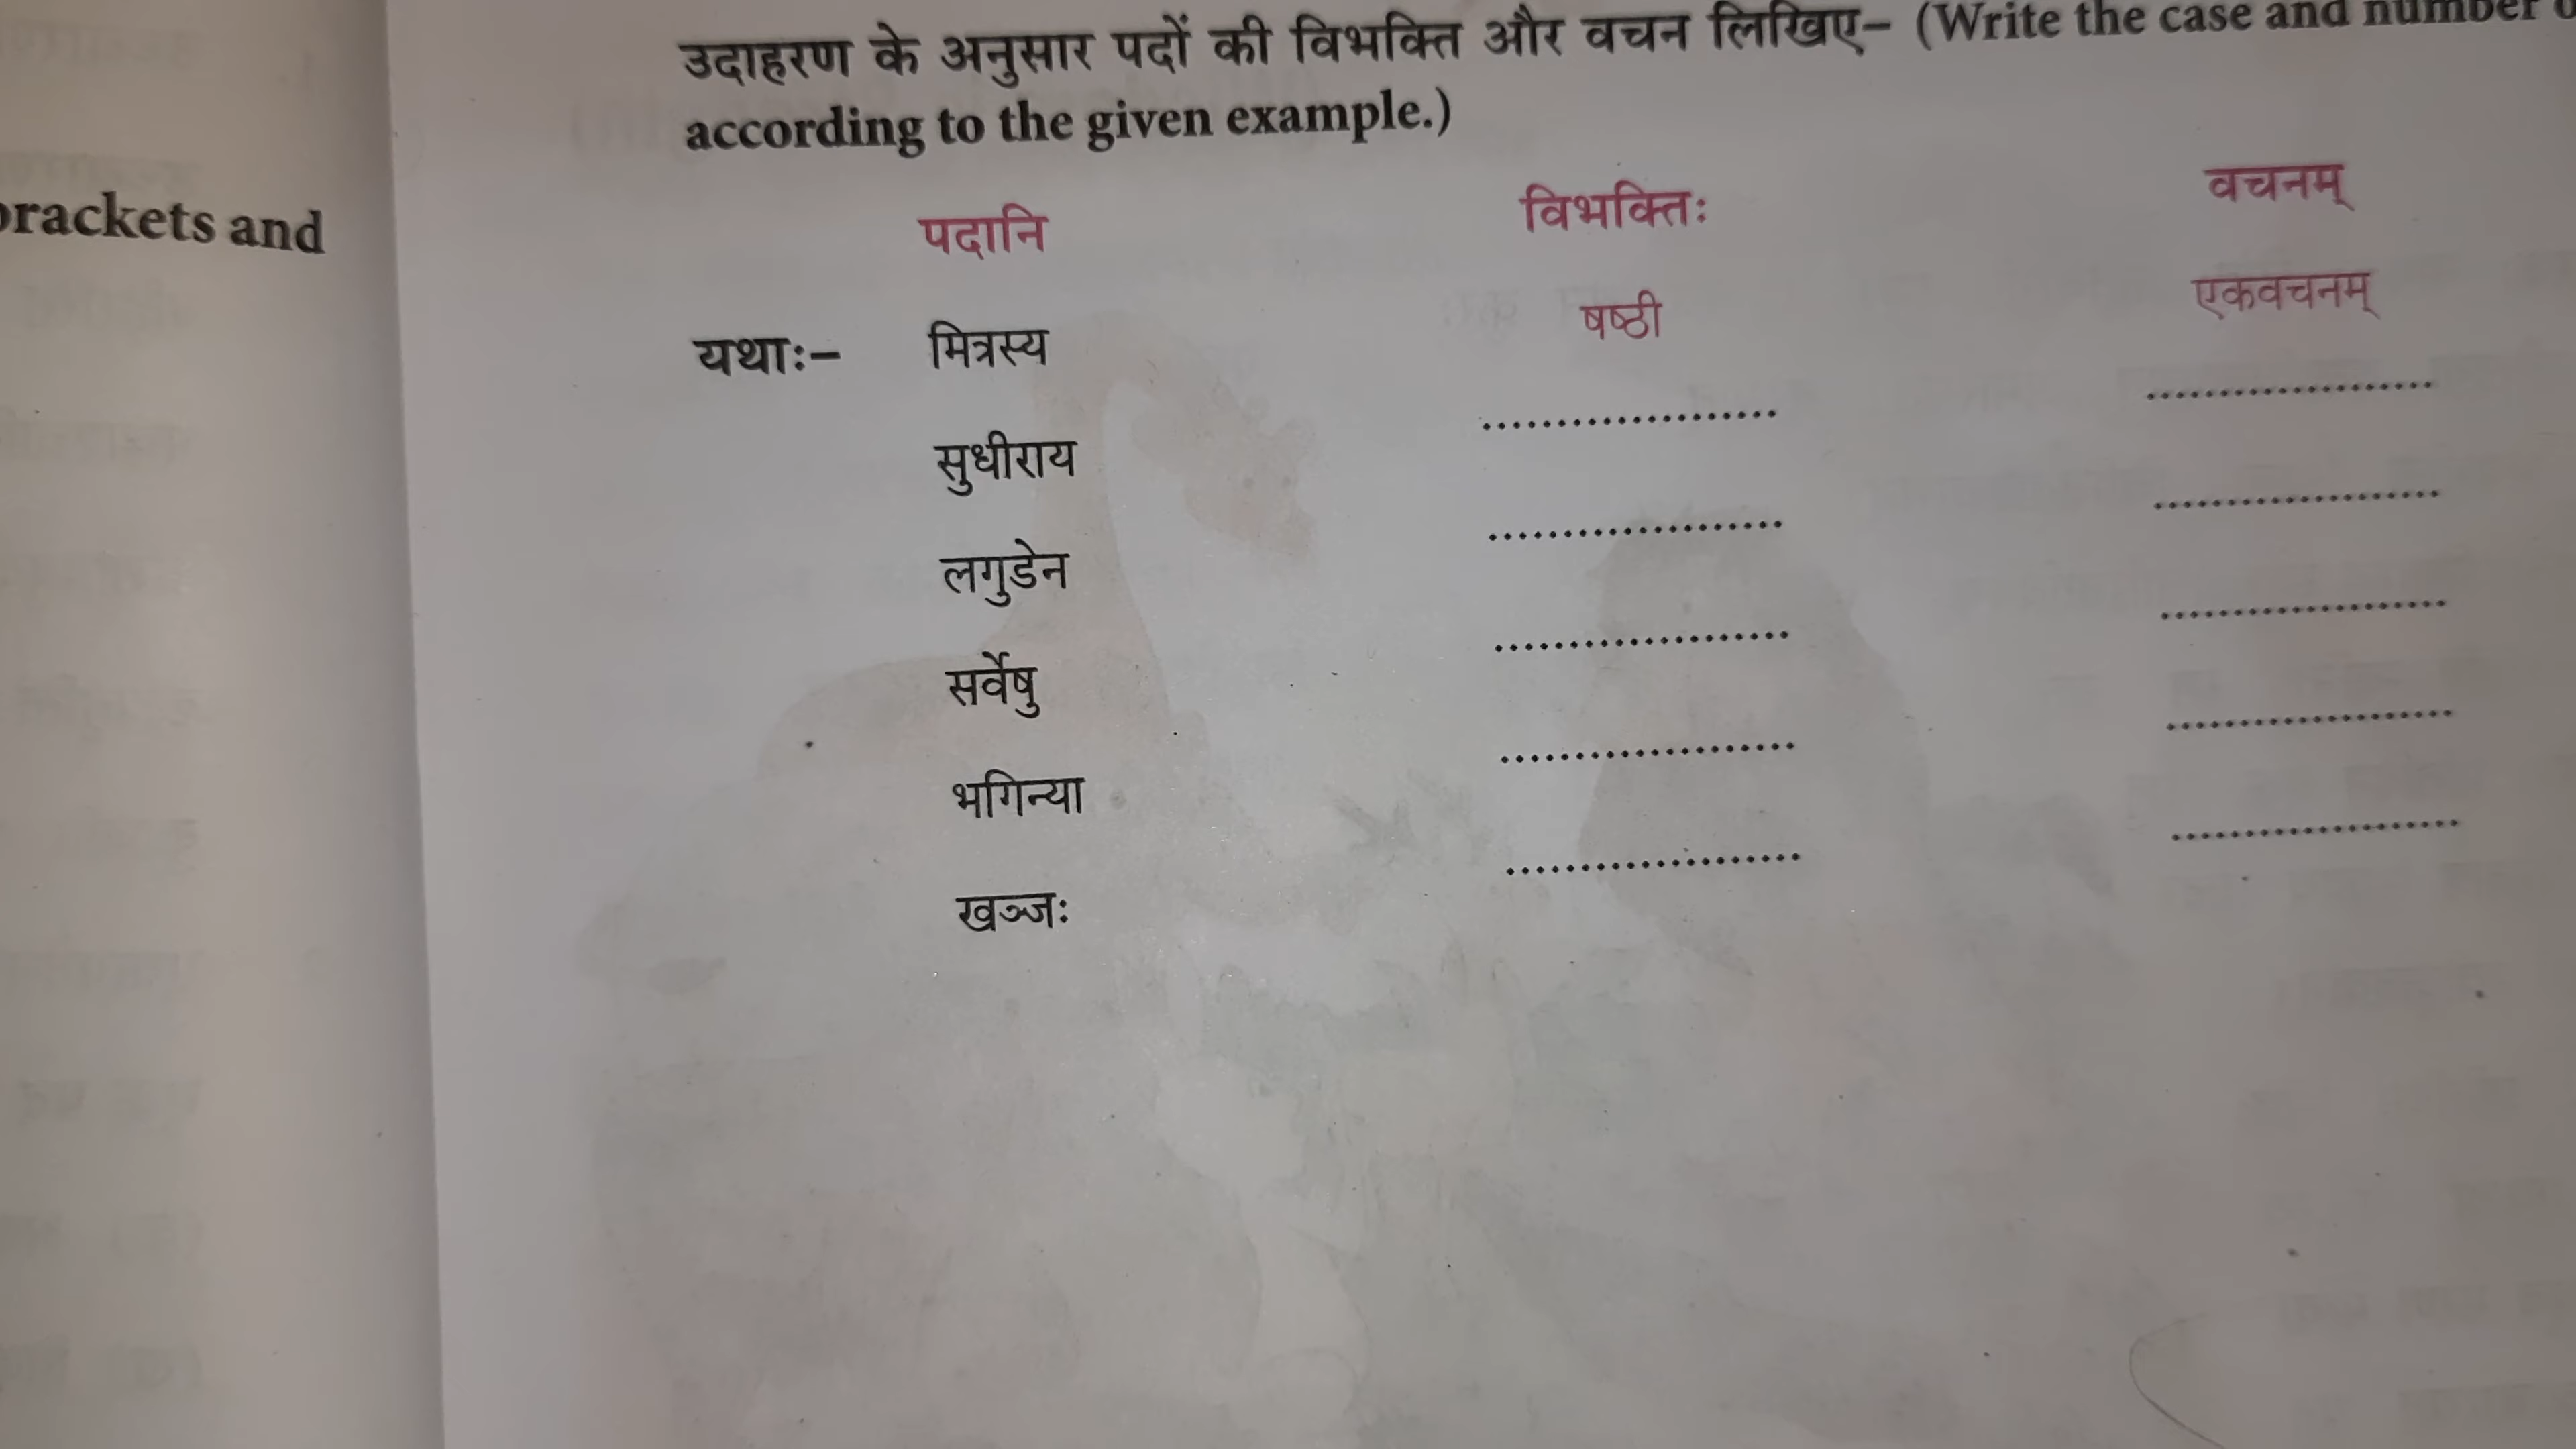 उदाहरण के अनुसार पदों की विभक्ति और वचन लिखिए– (Write the case and number
according to the given example.)
rackets and
पदानि विभक्तिः वचनम्
यथाः– मित्रस्य षष्ठी एकवचनम्
सुधीराय .................... ....................
लगुडेन .................... ....................
सर्वेषु .................... ....................
भगिन्या .................... ....................
खञ्जः .................... ....................